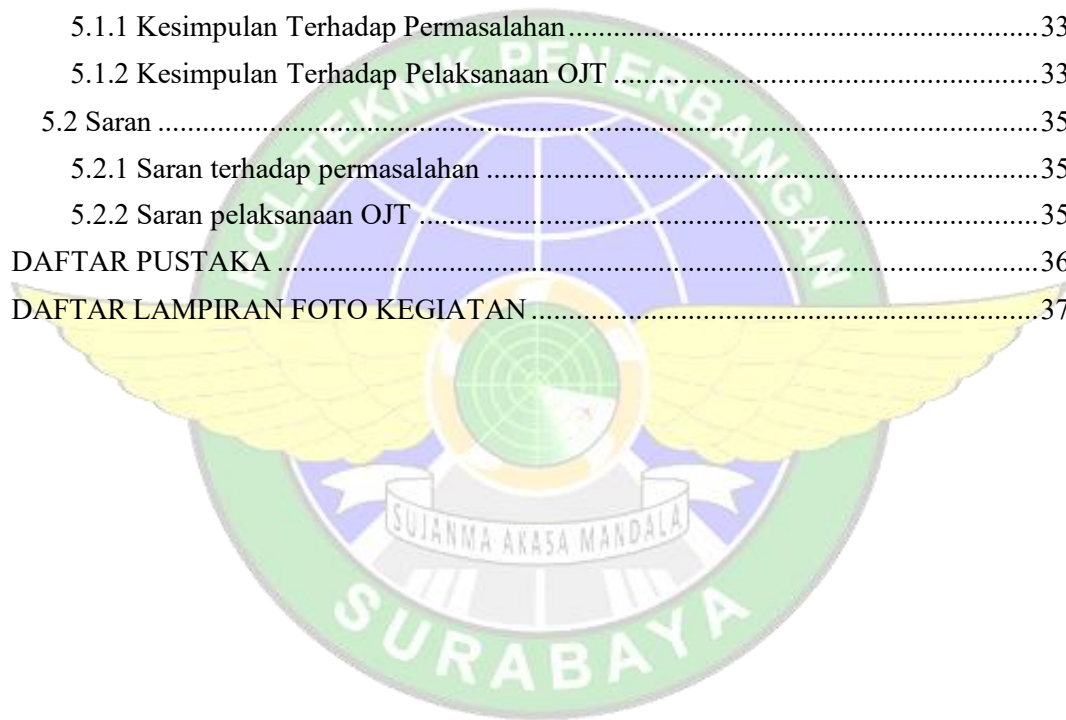 5.1.1 Kesimpulan Terhadap Permasalahan....................33
5.1.2 Kesimpulan Terhadap Pelaksanaan OJT....................33
5.2 Saran....................35
5.2.1 Saran terhadap permasalahan....................35
5.2.2 Saran pelaksanaan OJT....................35
DAFTAR PUSTAKA....................36
DAFTAR LAMPIRAN FOTO KEGIATAN....................37
POLITEKNIK PENERBANGAN
SUJANMA AKASA MANDALA
SURABAYA